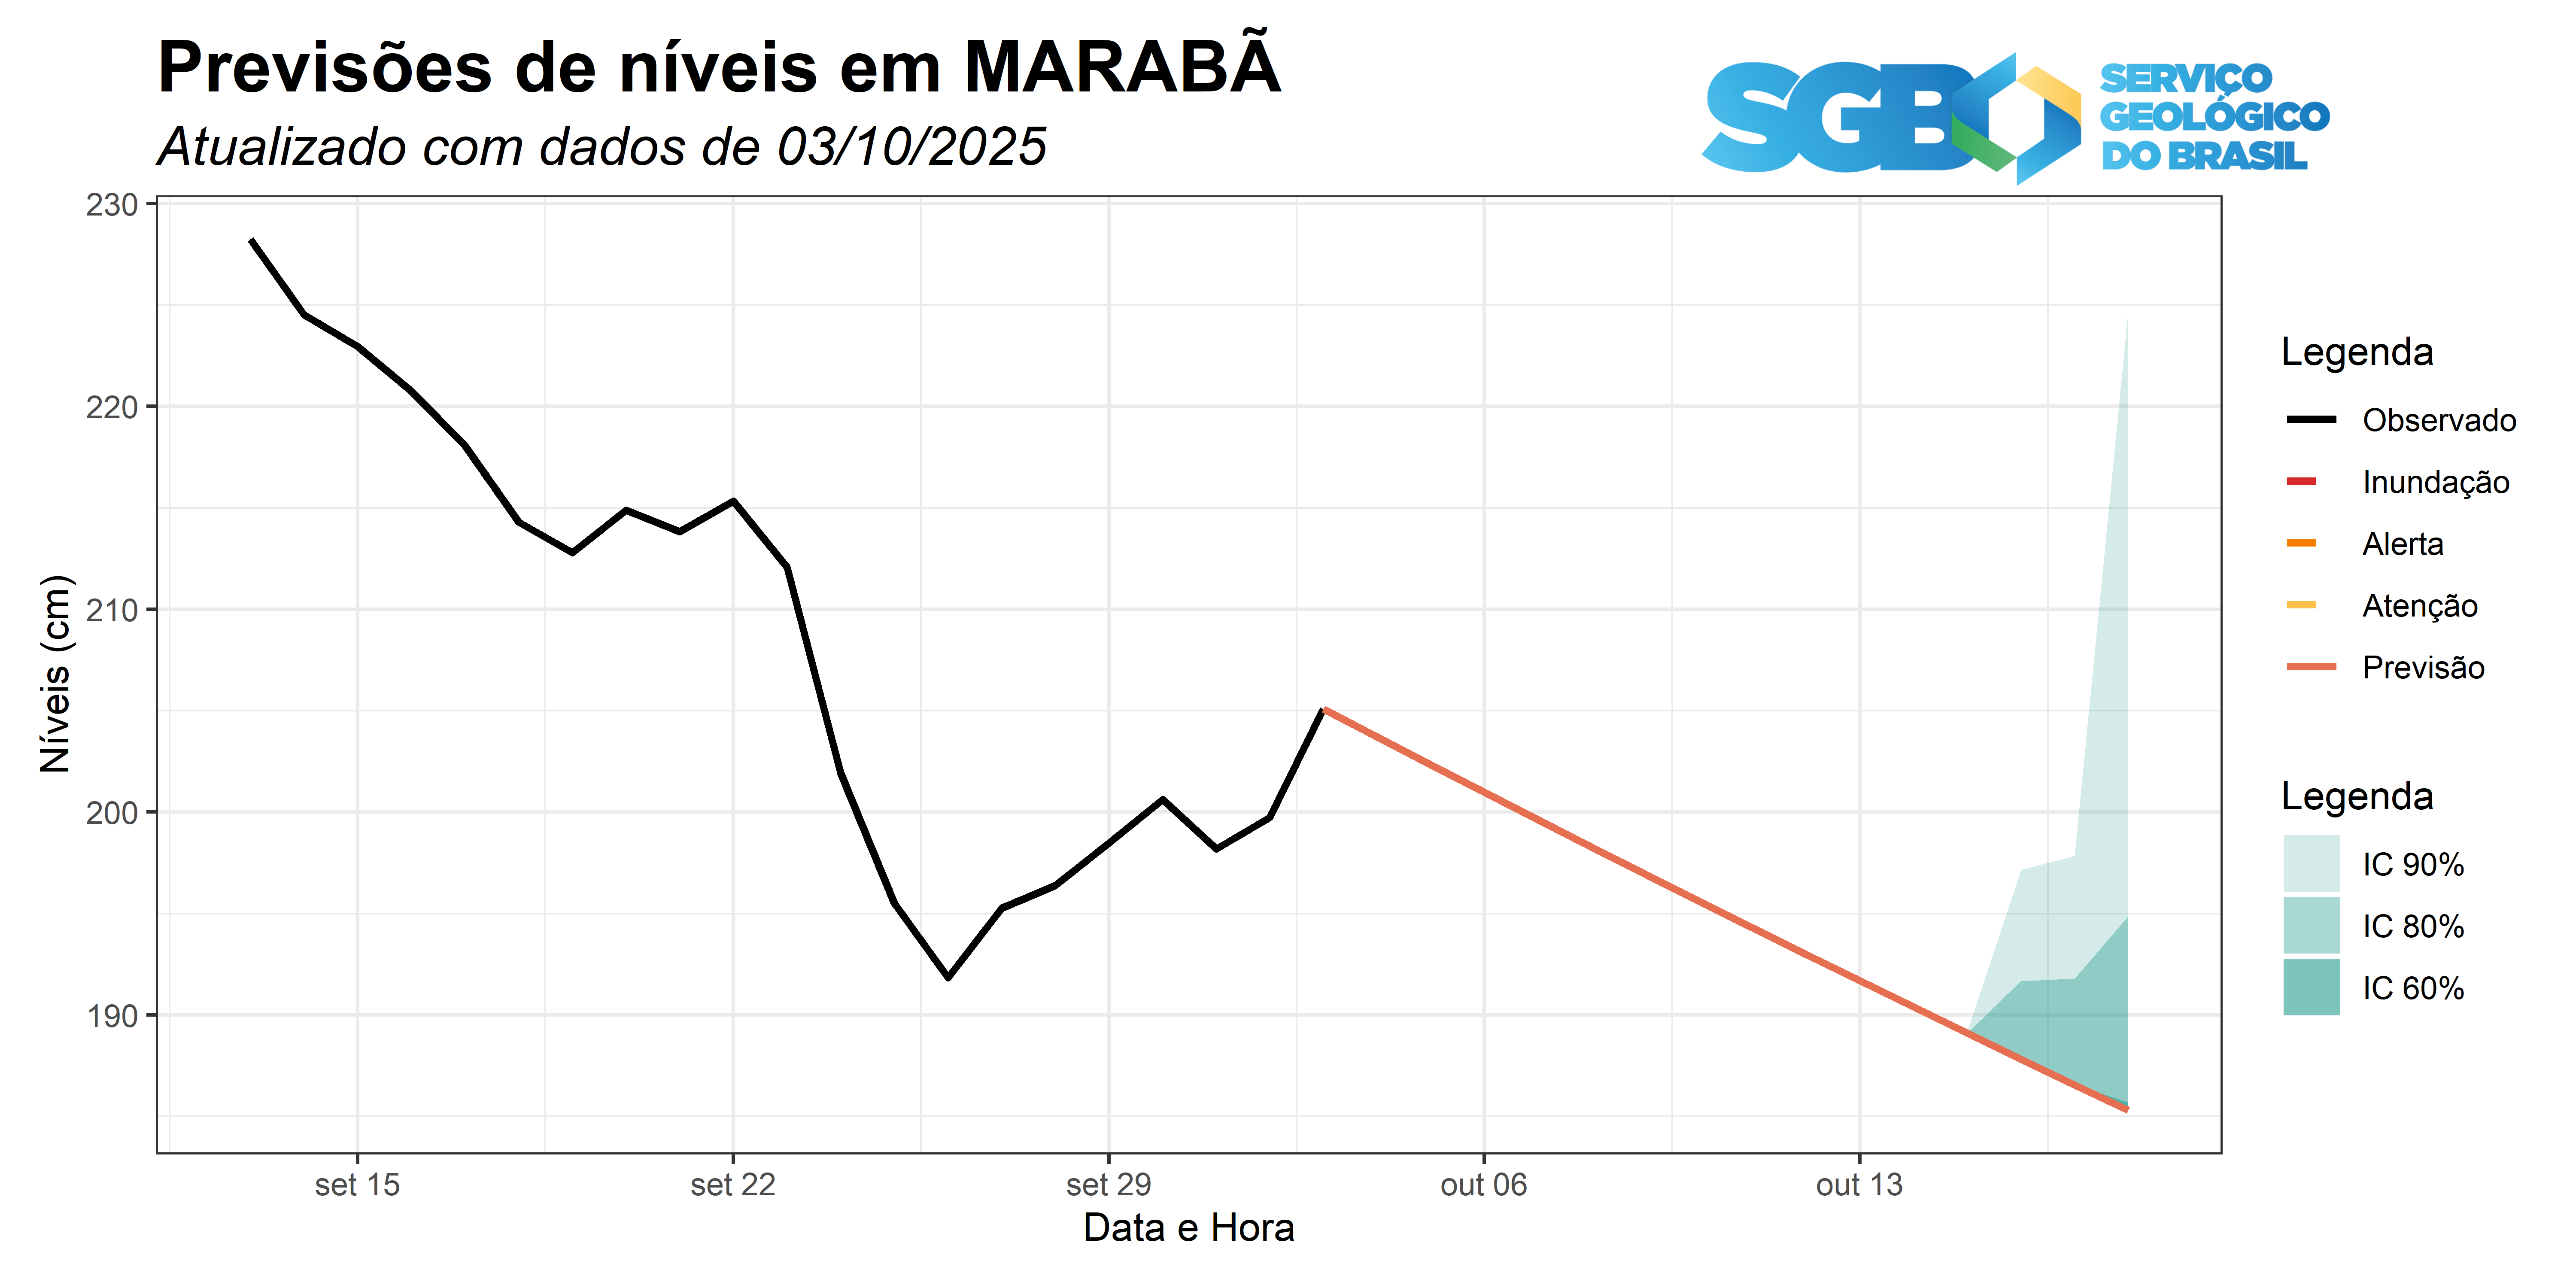 Previsões de níveis em MARABÃ
Atualizado com dados de 03/10/2025
SGB
SERVIÇO
GEOLÓGICO
DO BRASIL
230
220
210
200
190
Níveis (cm)
set 15
set 22
set 29
out 06
out 13
Data e Hora
Legenda
Observado
Inundação
Alerta
Atenção
Previsão
Legenda
IC 90%
IC 80%
IC 60%